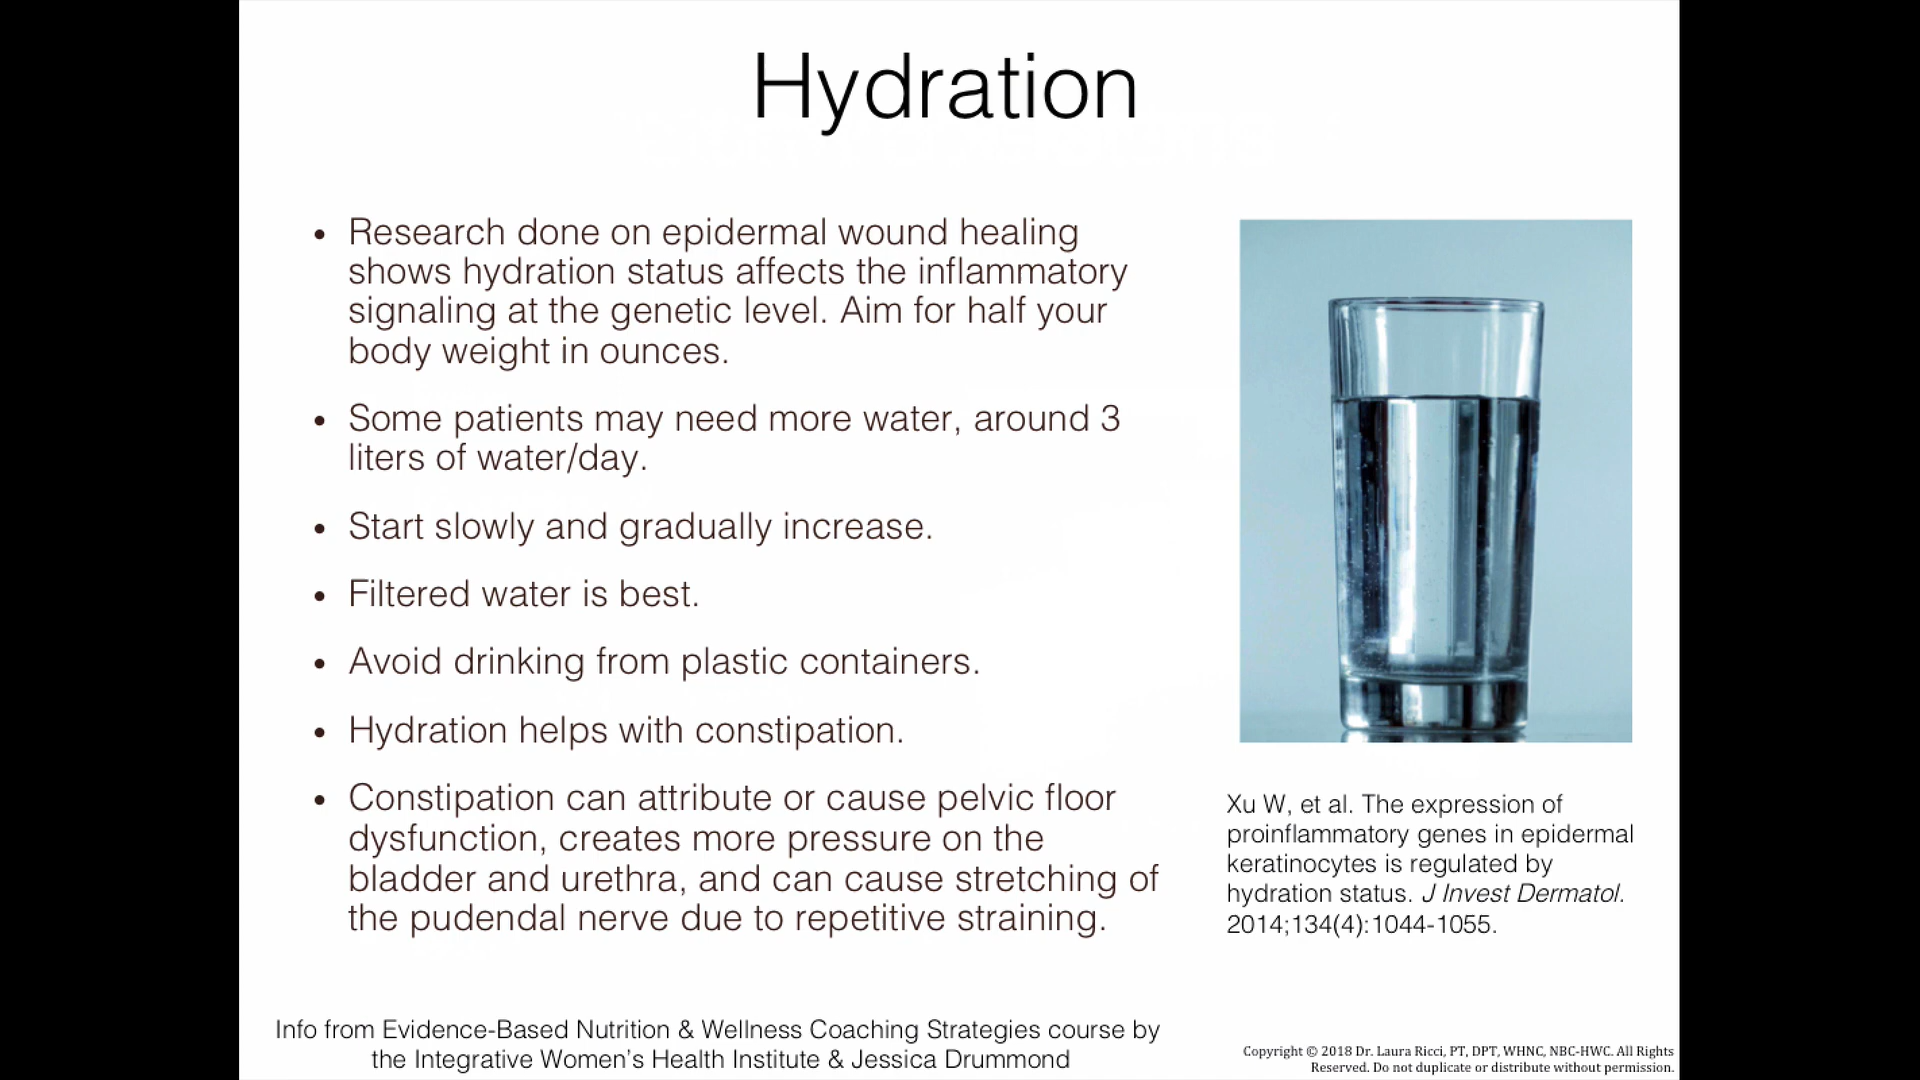 Hydration
• Research done on epidermal wound healing
shows hydration status affects the inflammatory
signaling at the genetic level. Aim for half your
body weight in ounces.
• Some patients may need more water, around 3
liters of water/day.
• Start slowly and gradually increase.
• Filtered water is best.
• Avoid drinking from plastic containers.
• Hydration helps with constipation.
• Constipation can attribute or cause pelvic floor
dysfunction, creates more pressure on the
bladder and urethra, and can cause stretching of
the pudendal nerve due to repetitive straining.
Xu W, et al. The expression of
proinflammatory genes in epidermal
keratinocytes is regulated by
hydration status. J Invest Dermatol.
2014;134(4):1044-1055.
Info from Evidence-Based Nutrition & Wellness Coaching Strategies course by
the Integrative Women’s Health Institute & Jessica Drummond
Copyright © 2018 Dr. Laura Ricci, PT, DPT, WHNC, NBC-HWC. All Rights
Reserved. Do not duplicate or distribute without permission.